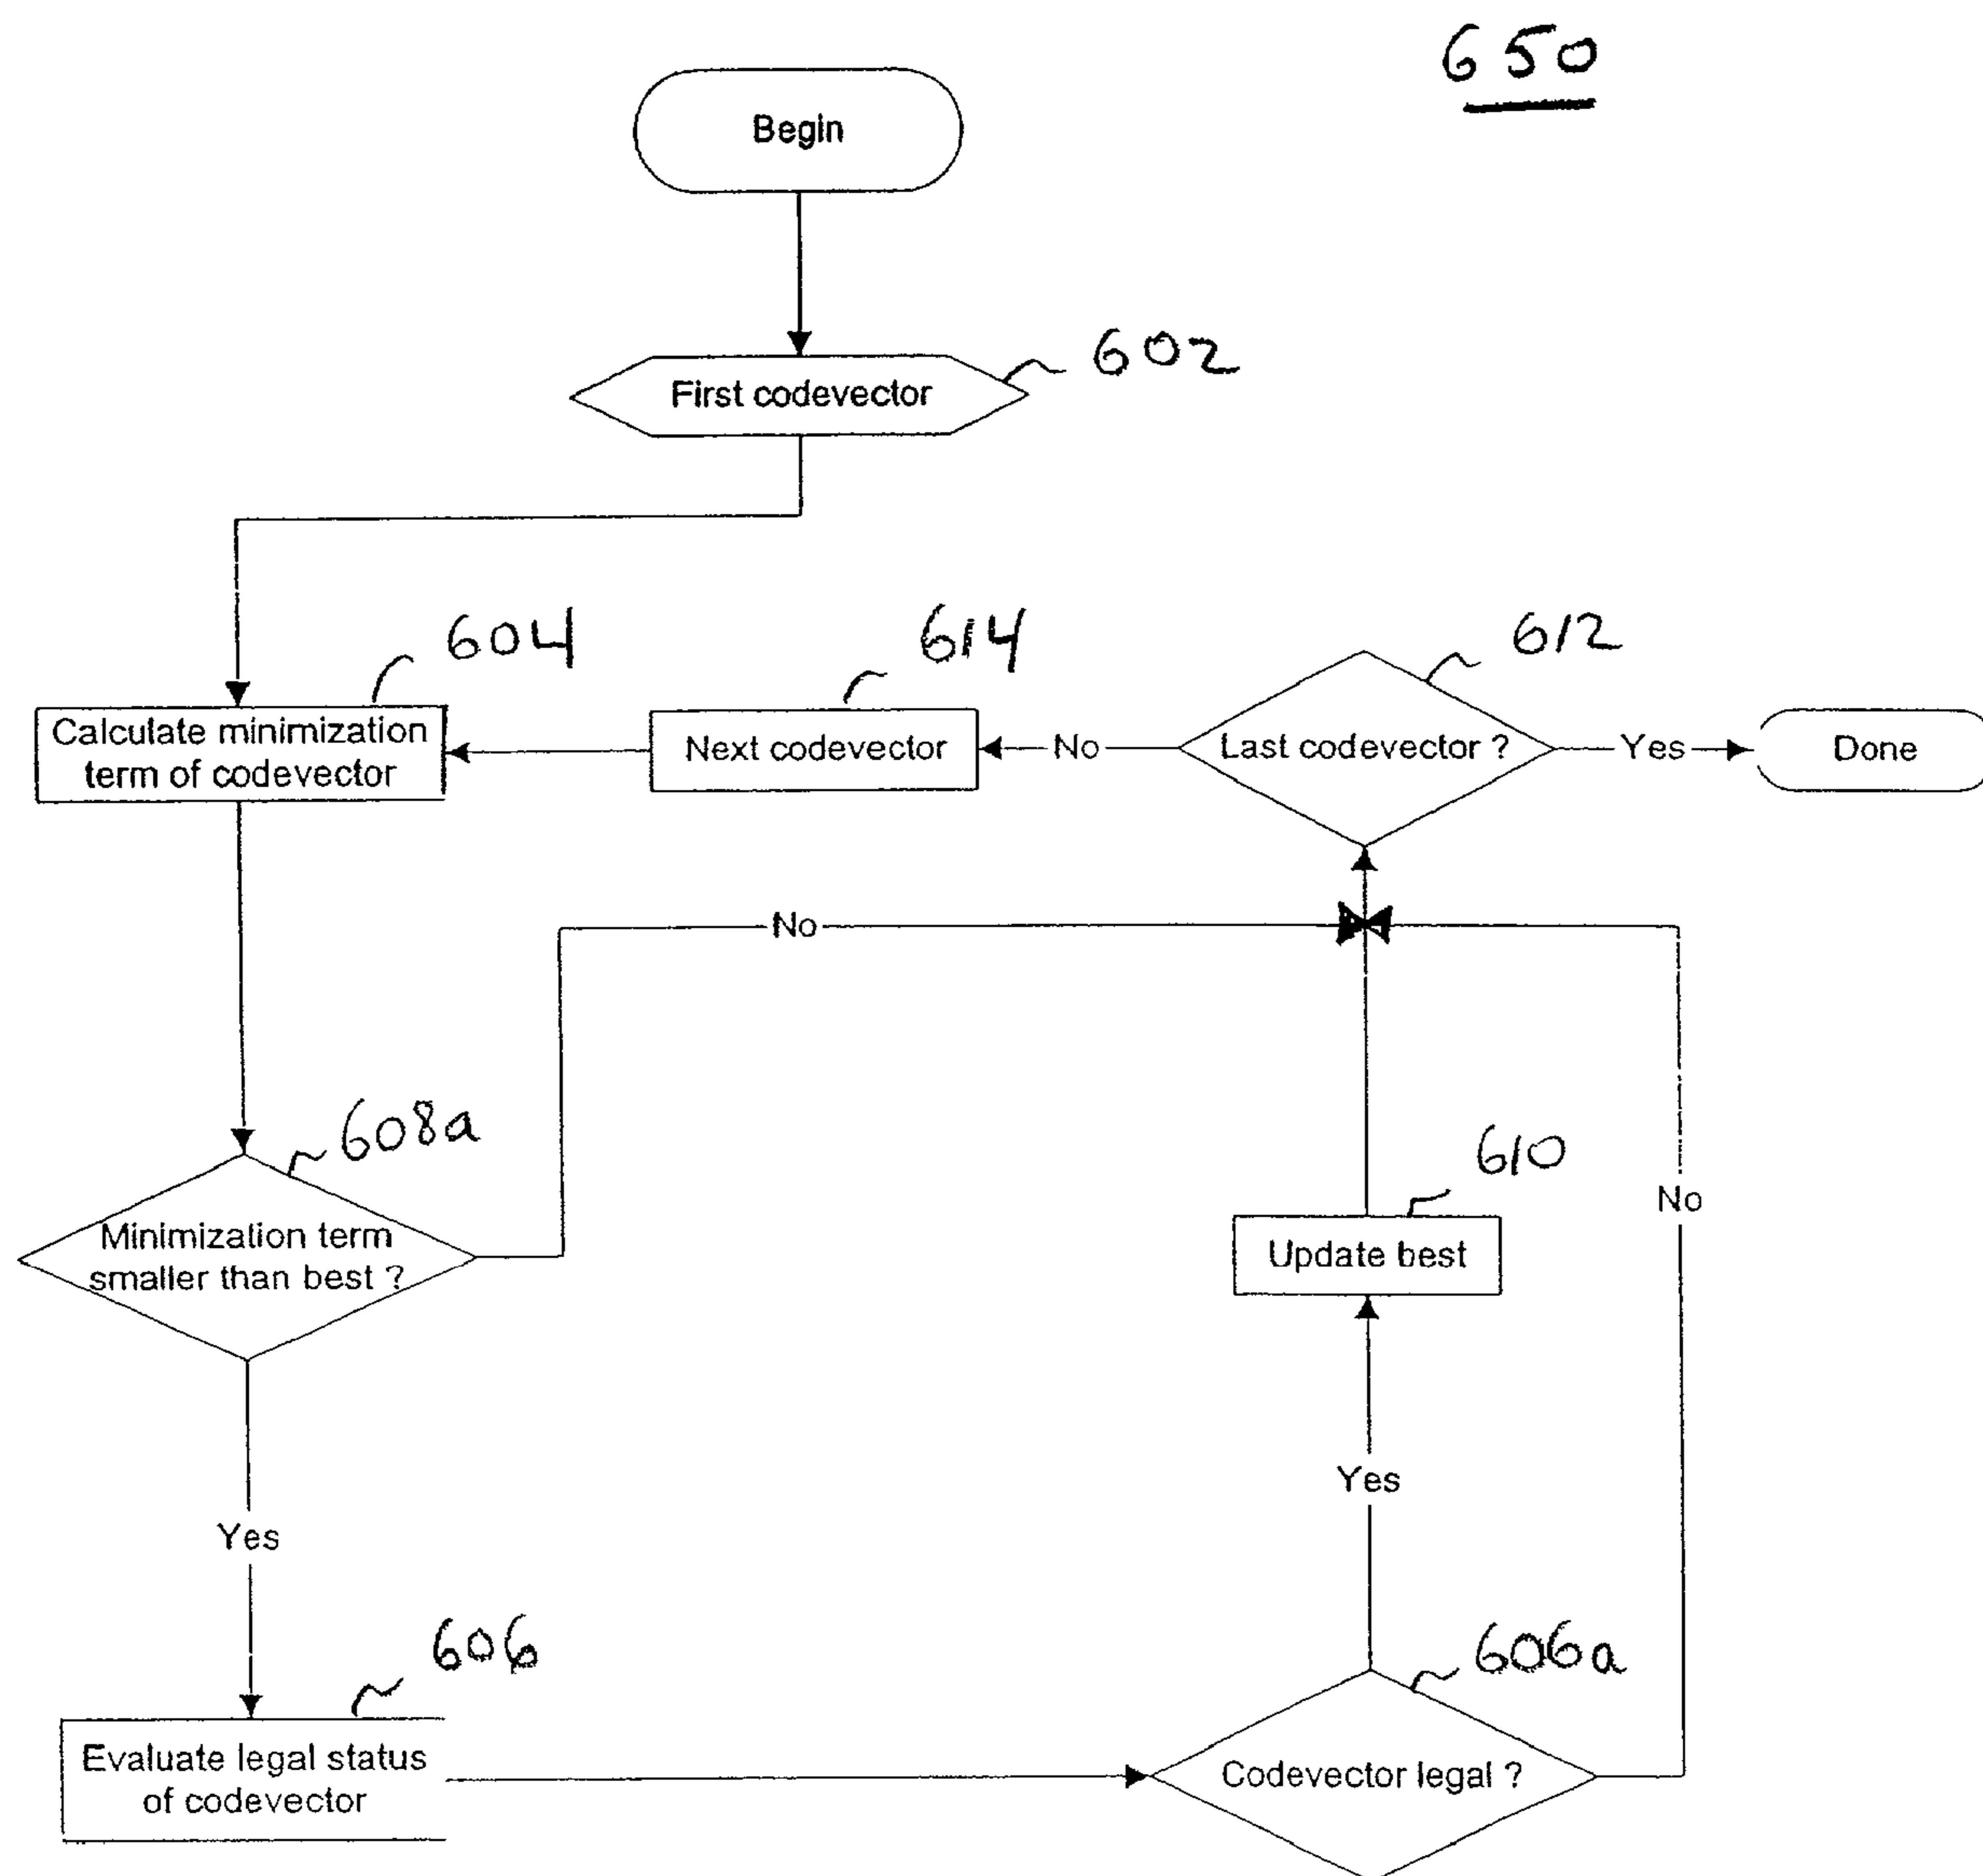 650
Begin
602
First codevector
604
614
612
Calculate minimization
term of codevector
Next codevector
No
Last codevector ?
Yes
Done
No
608a
610
No
Minimization term
smaller than best ?
Update best
Yes
Yes
606
606a
Evaluate legal status
of codevector
Codevector legal ?